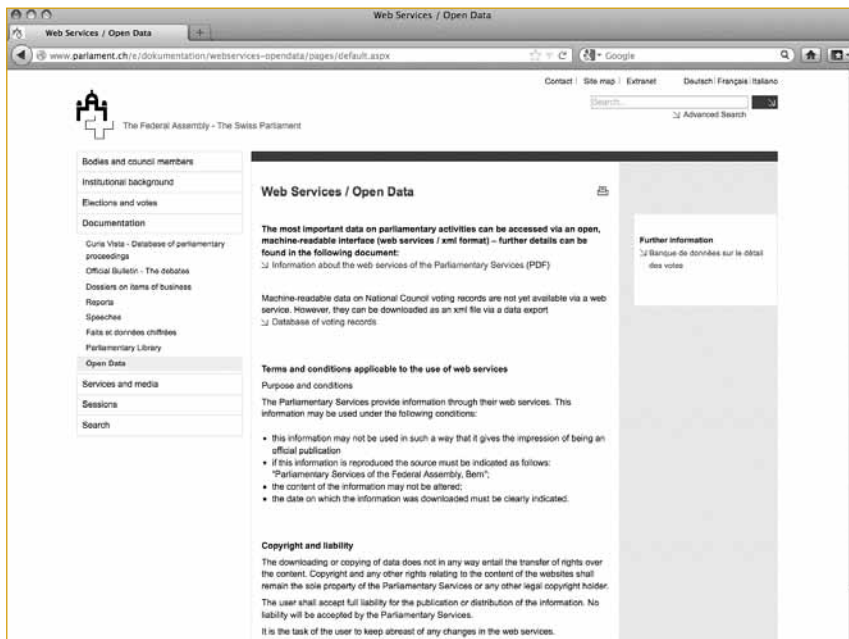 Web Services / Open Data
Web Services / Open Data
www.parliament.ch/e/dokumentation/webservices-opendata/pages/default.aspx
Google
Contact | Site map | Extranet Deutsch | Français | Italiano
Search...
Advanced Search
The Federal Assembly - The Swiss Parliament
Bodies and council members
Institutional background
Elections and votes
Documentation
Curia Vista - Database of parliamentary
proceedings
Official Bulletin - The debates
Dossiers on items of business
Reports
Speeches
Faits et données chiffrées
Parliamentary Library
Open Data
Services and media
Sessions
Search
Web Services / Open Data
The most important data on parliamentary activities can be accessed via an open,
machine-readable interface (web services / xml format) – further details can be
found in the following document:
Information about the web services of the Parliamentary Services (PDF)
Machine-readable data on National Council voting records are not yet available via a web
service. However, they can be downloaded as an xml file via a data export
Database of voting records
Terms and conditions applicable to the use of web services
Purpose and conditions
The Parliamentary Services provide information through their web services. This
information may be used under the following conditions:
• this information may not be used in such a way that it gives the impression of being an
official publication
• if this information is reproduced the source must be indicated as follows:
"Parliamentary Services of the Federal Assembly, Bern";
• the content of the information may not be altered;
• the date on which the information was downloaded must be clearly indicated.
Copyright and liability
The downloading or copying of data does not in any way entail the transfer of rights over
the content. Copyright and any other rights relating to the content of the websites shall
remain the sole property of the Parliamentary Services or any other legal copyright holder.
The user shall accept full liability for the publication or distribution of the information. No
liability will be accepted by the Parliamentary Services.
It is the task of the user to keep abreast of any changes in the web services.
Further information
Banque de données sur le détail
des votes